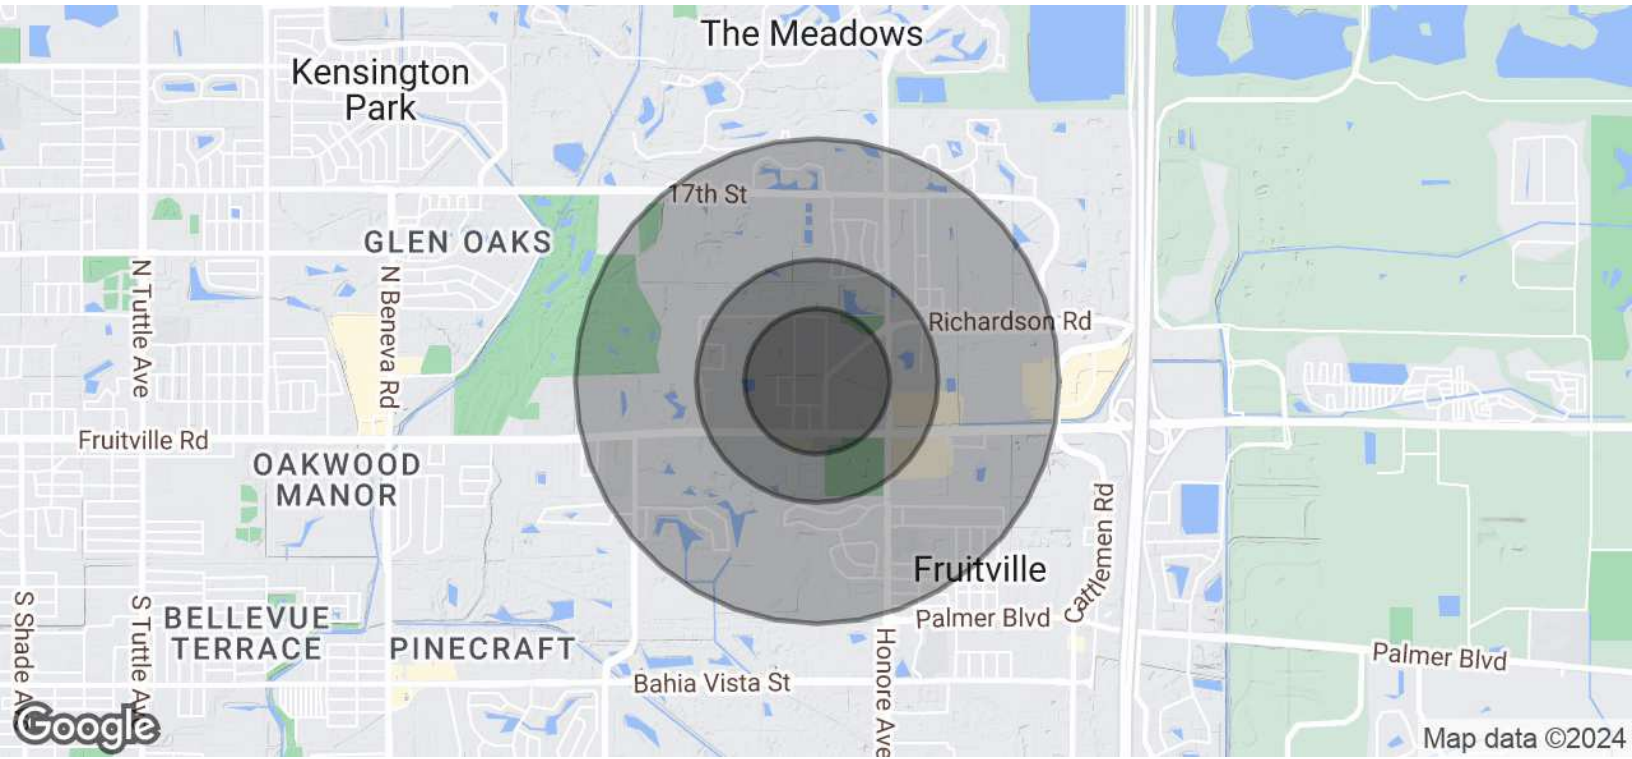 The Meadows
Kensington
Park
17th St
GLEN OAKS
N Tuttle Ave
N Beneva Rd
Richardson Rd
Fruitville Rd
OAKWOOD
MANOR
Cattlemen Rd
Fruitville
S Shade Ave
S Tuttle Ave
BELLEVUE
TERRACE
PINECRAFT
Palmer Blvd
Honore Ave
Palmer Blvd
Bahia Vista St
Google
Map data ©2024